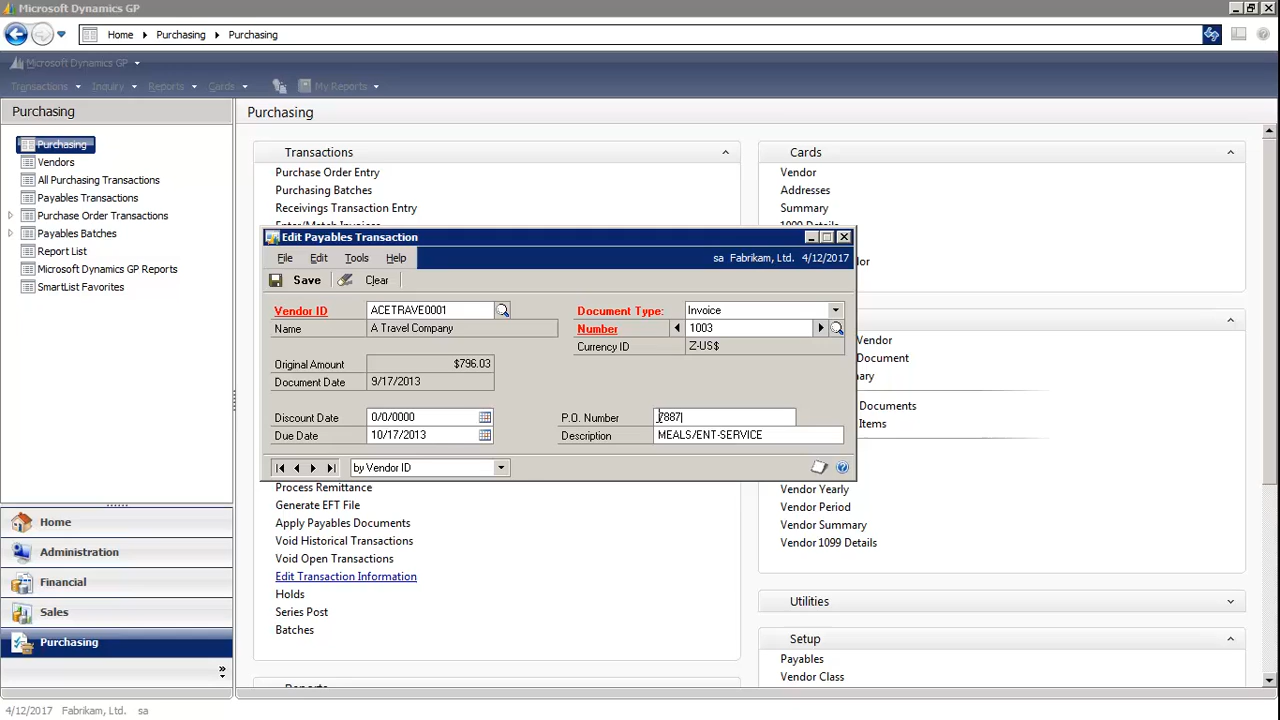 Microsoft Dynamics GP
Home Purchasing Purchasing
Microsoft Dynamics GP
Transactions Inquiry Reports Cards My Reports
Purchasing
Purchasing
Vendors
All Purchasing Transactions
Payables Transactions
Purchase Order Transactions
Payables Batches
Report List
Microsoft Dynamics GP Reports
SmartList Favorites
Home
Administration
Financial
Sales
Purchasing
»
Purchasing
Transactions
Purchase Order Entry
Purchasing Batches
Receivings Transaction Entry
Enter/Match Invoices
Edit Payables Transaction
File Edit Tools Help
sa Fabrikam, Ltd. 4/12/2017
Save Clear
Vendor ID ACETRAVE0001
Name A Travel Company
Document Type: Invoice
Number 1003
Currency ID Z-US$
Original Amount $796.03
Document Date 9/17/2013
Discount Date 0/0/0000
Due Date 10/17/2013
P.O. Number 7887
Description MEALS/ENT-SERVICE
by Vendor ID
Process Remittance
Generate EFT File
Apply Payables Documents
Void Historical Transactions
Void Open Transactions
Edit Transaction Information
Holds
Series Post
Batches
Reports
Cards
Vendor
Addresses
Summary
1099 Details
or
Vendor
Document
ary
Documents
Items
Vendor Yearly
Vendor Period
Vendor Summary
Vendor 1099 Details
Utilities
Setup
Payables
Vendor Class
4/12/2017 Fabrikam, Ltd. sa